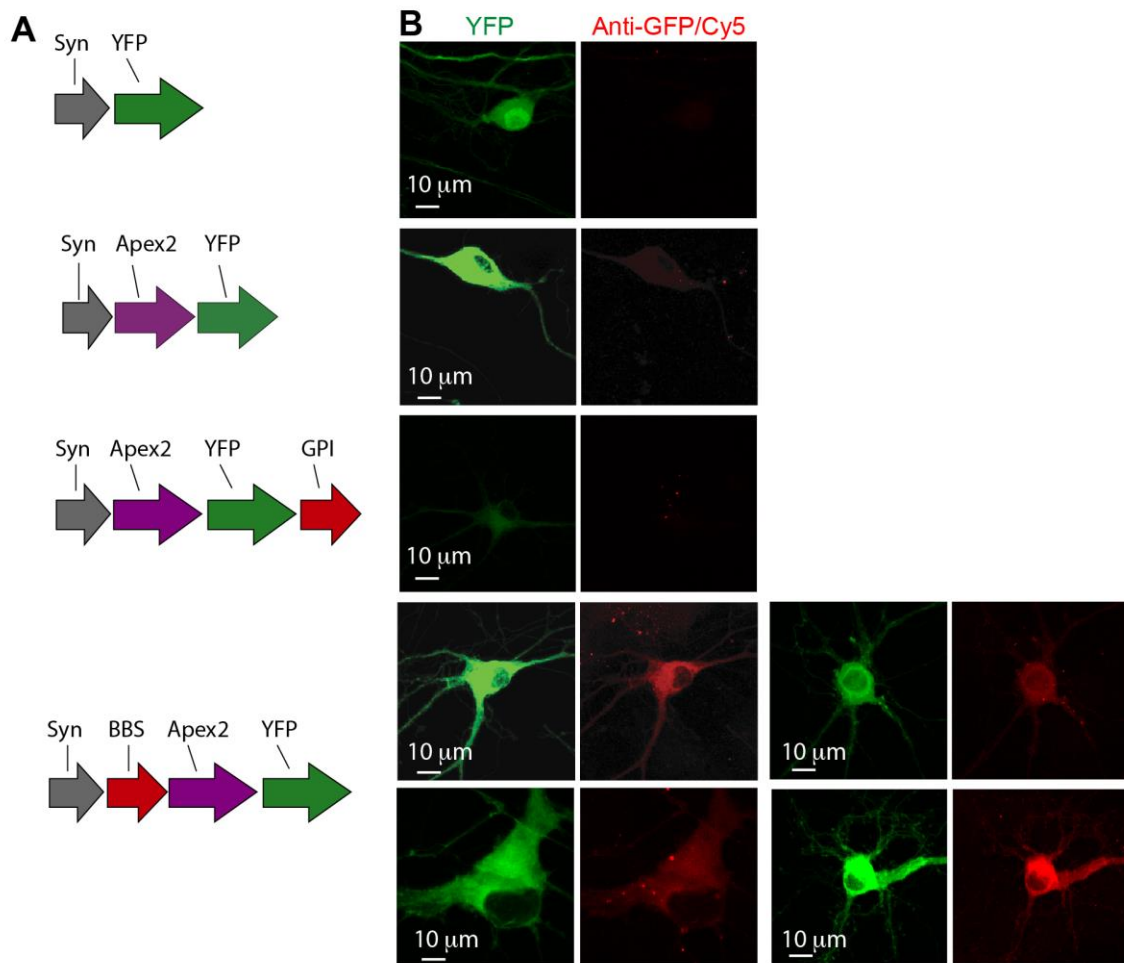 A
Syn YFP
Syn Apex2 YFP
Syn Apex2 YFP GPI
Syn BBS Apex2 YFP
B
YFP Anti-GFP/Cy5
10 μm
10 μm
10 μm
10 μm 10 μm
10 μm 10 μm